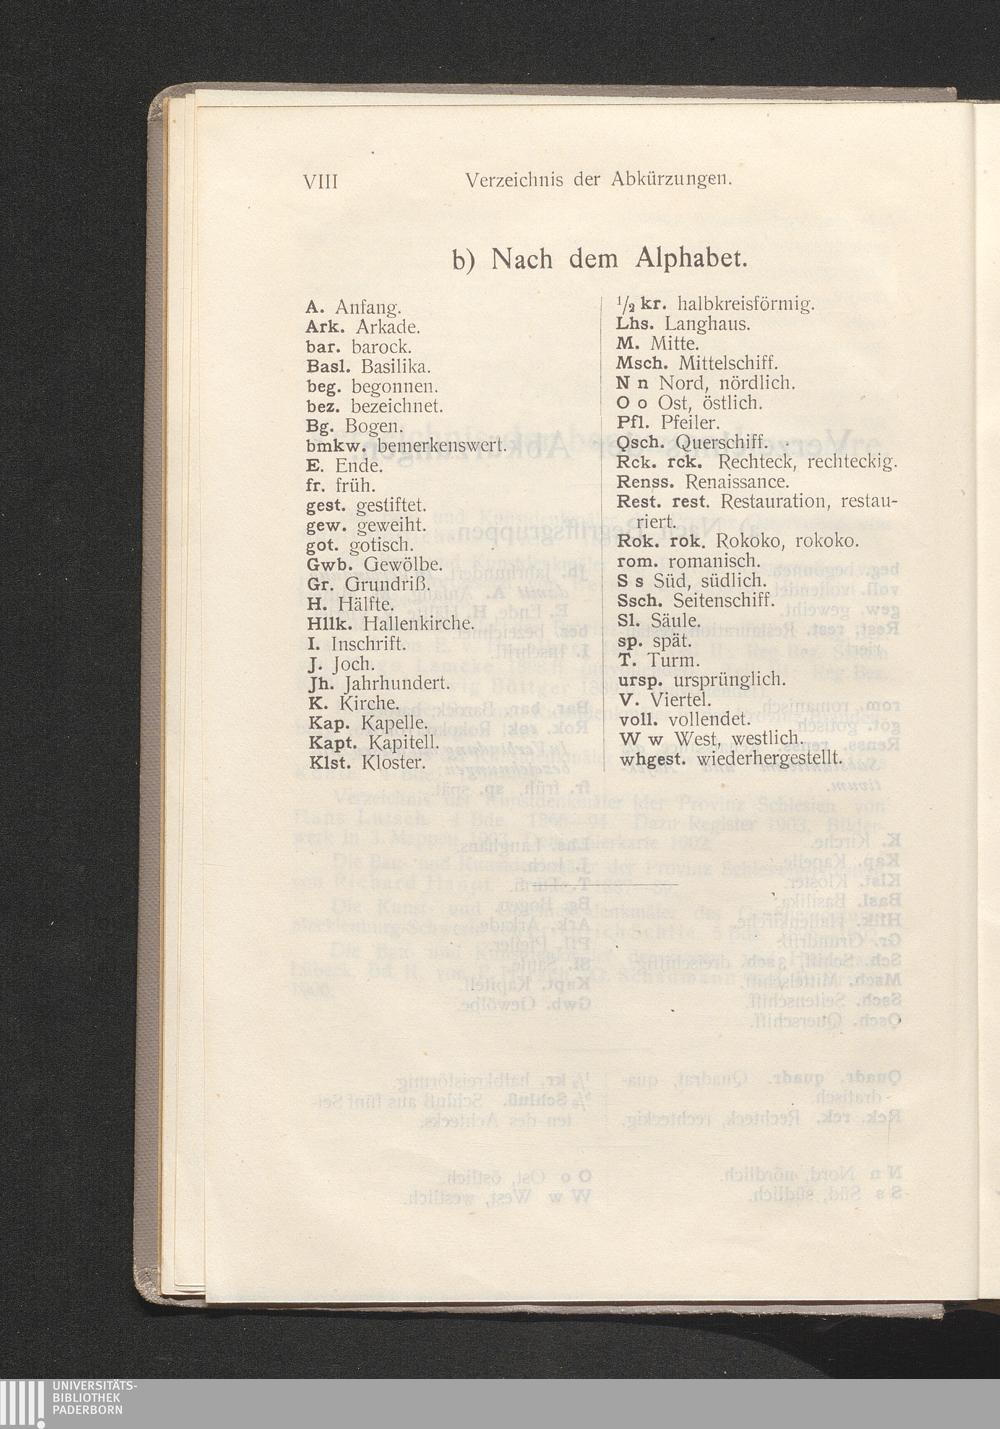 VIII Verzeichnis der Abkürzungen.
b) Nach dem Alphabet.
A. Anfang.
Ark. Arkade.
bar. barock.
Basl. Basilika.
beg. begonnen.
bez. bezeichnet.
Bg. Bogen.
bmkw. bemerkenswert.
E. Ende.
fr. früh.
gest. gestiftet.
gew. geweiht.
got. gotisch.
Gwb. Gewölbe.
Gr. Grundriß.
H. Hälfte.
Hllk. Hallenkirche.
I. Inschrift.
J. Joch.
Jh. Jahrhundert.
K. Kirche.
Kap. Kapelle.
Kapt. Kapitell.
Klst. Kloster.
1/2 kr. halbkreisförmig.
Lhs. Langhaus.
M. Mitte.
Msch. Mittelschiff.
N n Nord, nördlich.
O o Ost, östlich.
Pfl. Pfeiler.
Qsch. Querschiff.
Rck. rck. Rechteck, rechteckig.
Renss. Renaissance.
Rest. rest. Restauration, restau-
riert.
Rok. rok. Rokoko, rokoko.
rom. romanisch.
S s Süd, südlich.
Ssch. Seitenschiff.
Sl. Säule.
sp. spät.
T. Turm.
ursp. ursprünglich.
V. Viertel.
voll. vollendet.
W w West, westlich.
whgest. wiederhergestellt.
UNIVERSITÄTS-
BIBLIOTHEK
PADERBORN